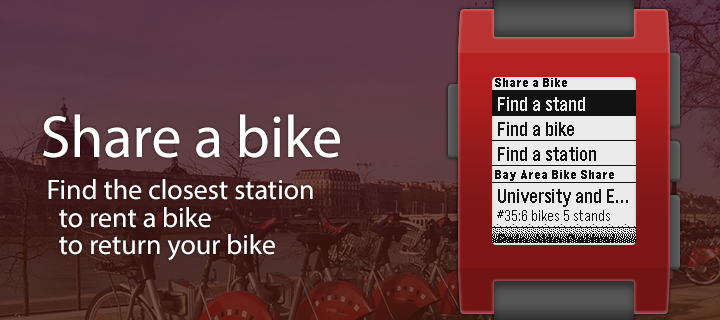 Share a bike
Find the closest station
to rent a bike
to return your bike
Share a Bike
Find a stand
Find a bike
Find a station
Bay Area Bike Share
University and E...
#35:6 bikes 5 stands